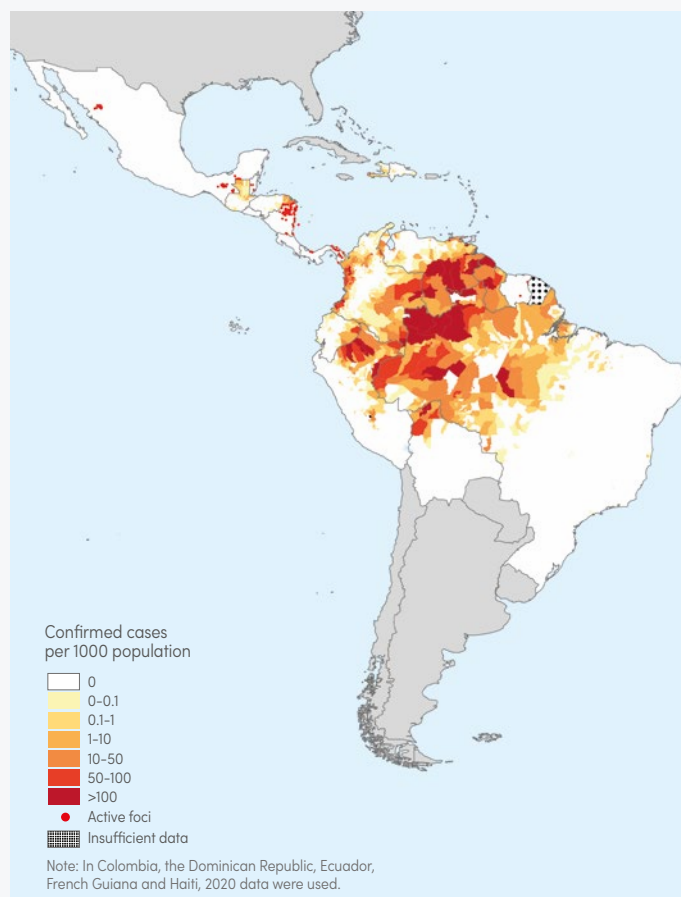 Confirmed cases
per 1000 population
0
0-0.1
0.1-1
1-10
10-50
50-100
>100
Active foci
Insufficient data
Note: In Colombia, the Dominican Republic, Ecuador,
French Guiana and Haiti, 2020 data were used.